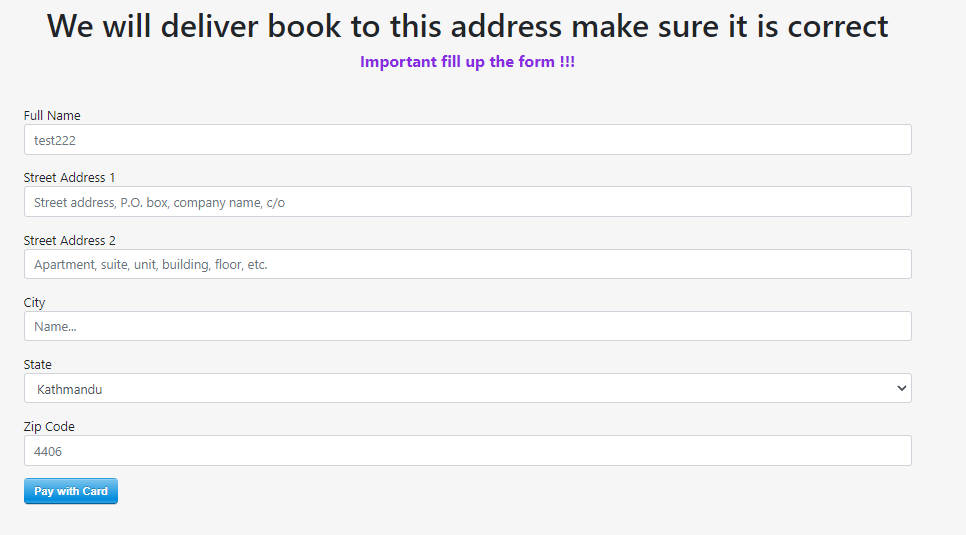 We will deliver book to this address make sure it is correct
Important fill up the form !!!
Full Name
test222
Street Address 1
Street address, P.O. box, company name, c/o
Street Address 2
Apartment, suite, unit, building, floor, etc.
City
Name...
State
Kathmandu
Zip Code
4406
Pay with Card